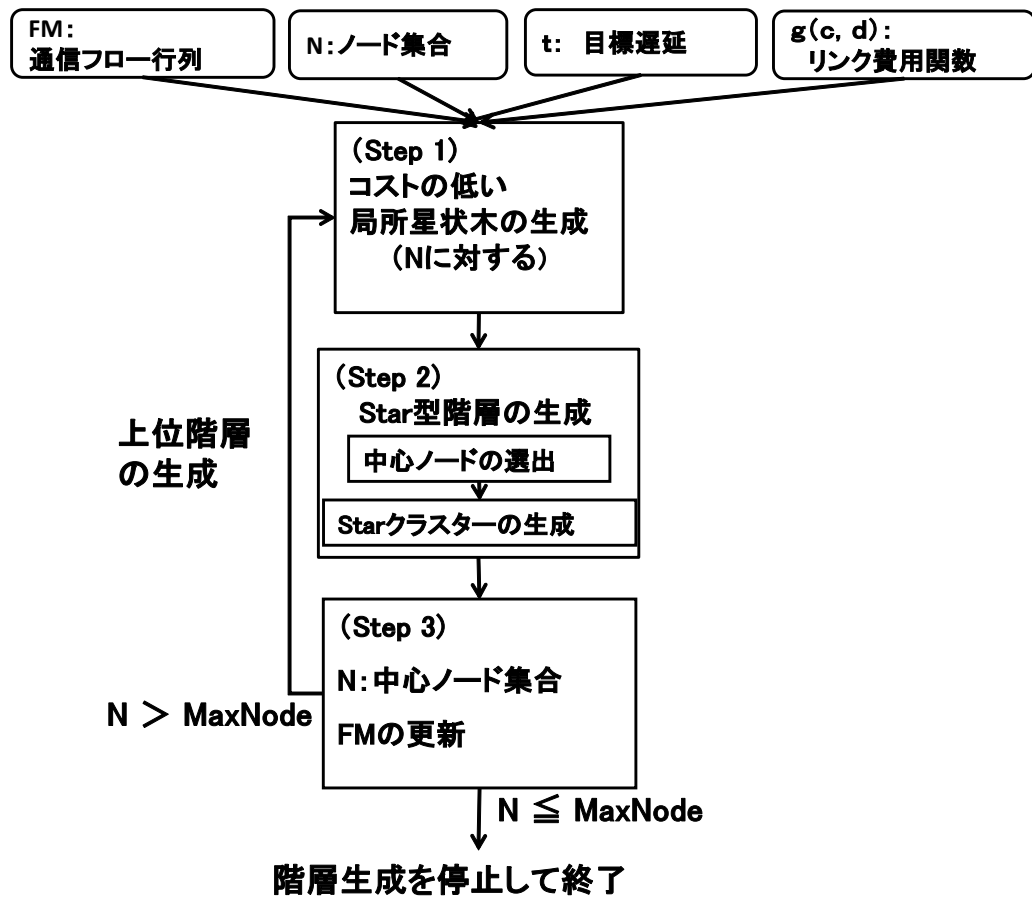 FM:
通信フロー行列
N:ノード集合
t: 目標遅延
g(c, d):
リンク費用関数
(Step 1)
コストの低い
局所星状木の生成
(Nに対する)
(Step 2)
Star型階層の生成
中心ノードの選出
Starクラスターの生成
上位階層
の生成
(Step 3)
N:中心ノード集合
FMの更新
N > MaxNode
N ≦ MaxNode
階層生成を停止して終了